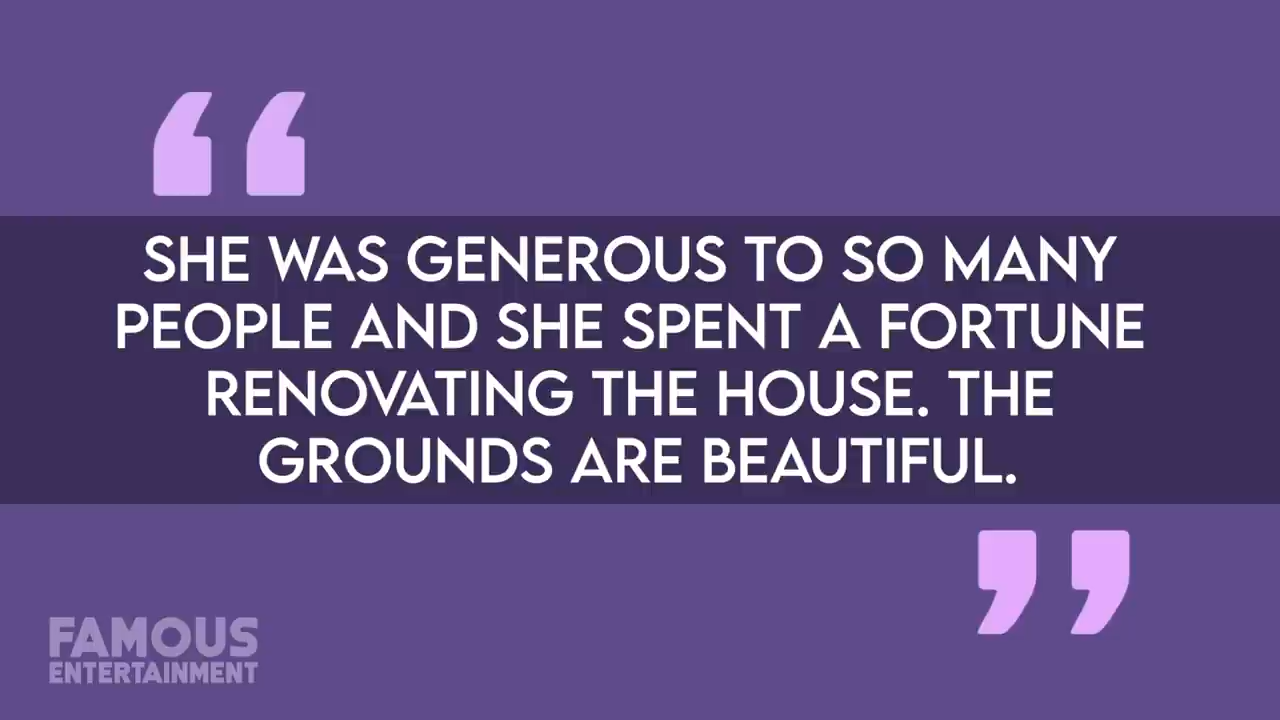 SHE WAS GENEROUS TO SO MANY
PEOPLE AND SHE SPENT A FORTUNE
RENOVATING THE HOUSE. THE
GROUNDS ARE BEAUTIFUL.
FAMOUS
ENTERTAINMENT